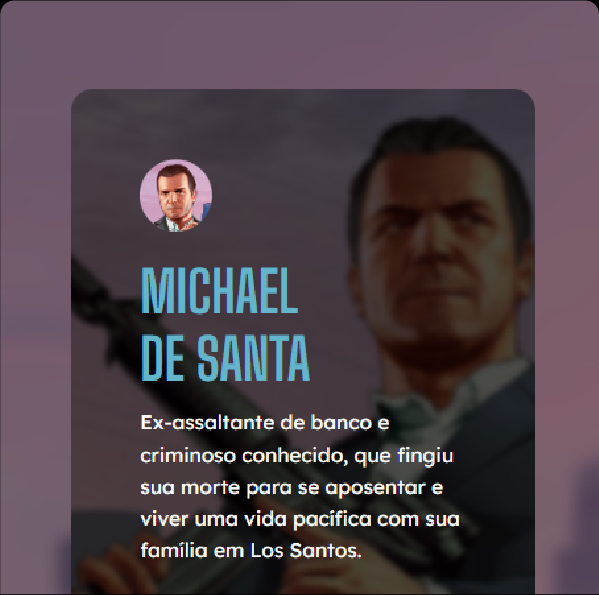 MICHAEL
DE SANTA
Ex-assaltante de banco e
criminoso conhecido, que fingiu
sua morte para se aposentar e
viver uma vida pacífica com sua
família em Los Santos.